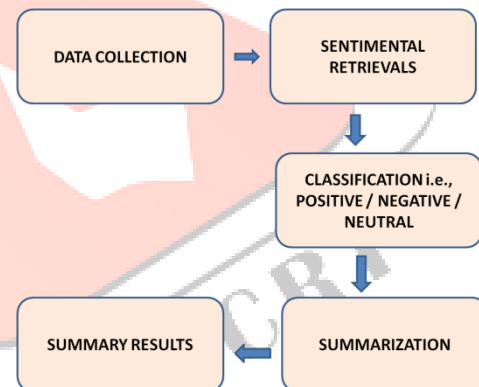 DATA COLLECTION
SENTIMENTAL
RETRIEVALS
CLASSIFICATION i.e.,
POSITIVE / NEGATIVE /
NEUTRAL
SUMMARIZATION
SUMMARY RESULTS